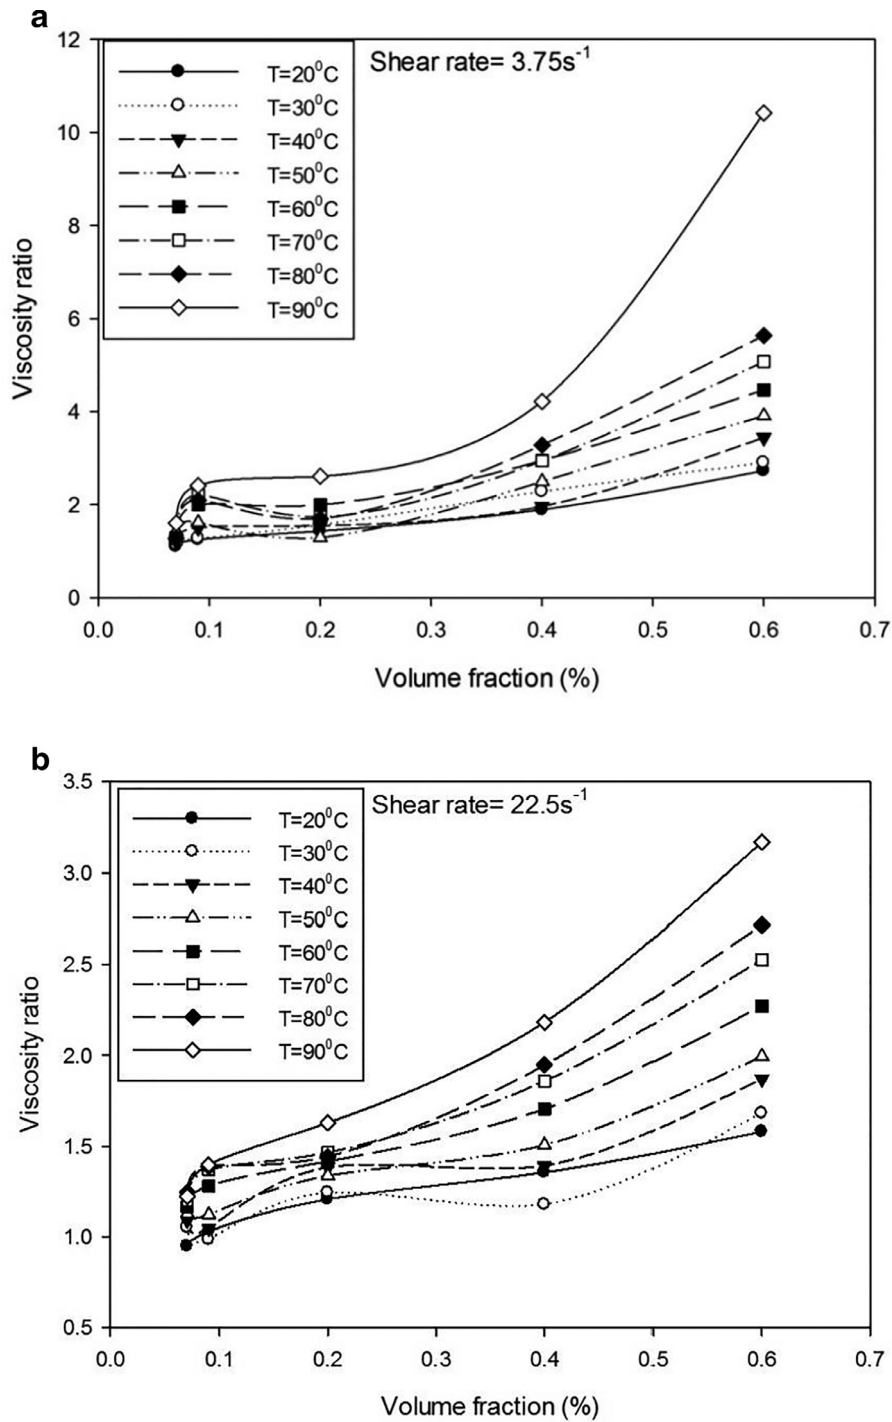 a
12
10
8
6
4
2
0
Viscosity ratio
Shear rate= 3.75s⁻¹
T=20⁰C
T=30⁰C
T=40⁰C
T=50⁰C
T=60⁰C
T=70⁰C
T=80⁰C
T=90⁰C
0.0 0.1 0.2 0.3 0.4 0.5 0.6 0.7
Volume fraction (%)
b
3.5
3.0
2.5
2.0
1.5
1.0
0.5
Viscosity ratio
Shear rate= 22.5s⁻¹
T=20⁰C
T=30⁰C
T=40⁰C
T=50⁰C
T=60⁰C
T=70⁰C
T=80⁰C
T=90⁰C
0.0 0.1 0.2 0.3 0.4 0.5 0.6 0.7
Volume fraction (%)